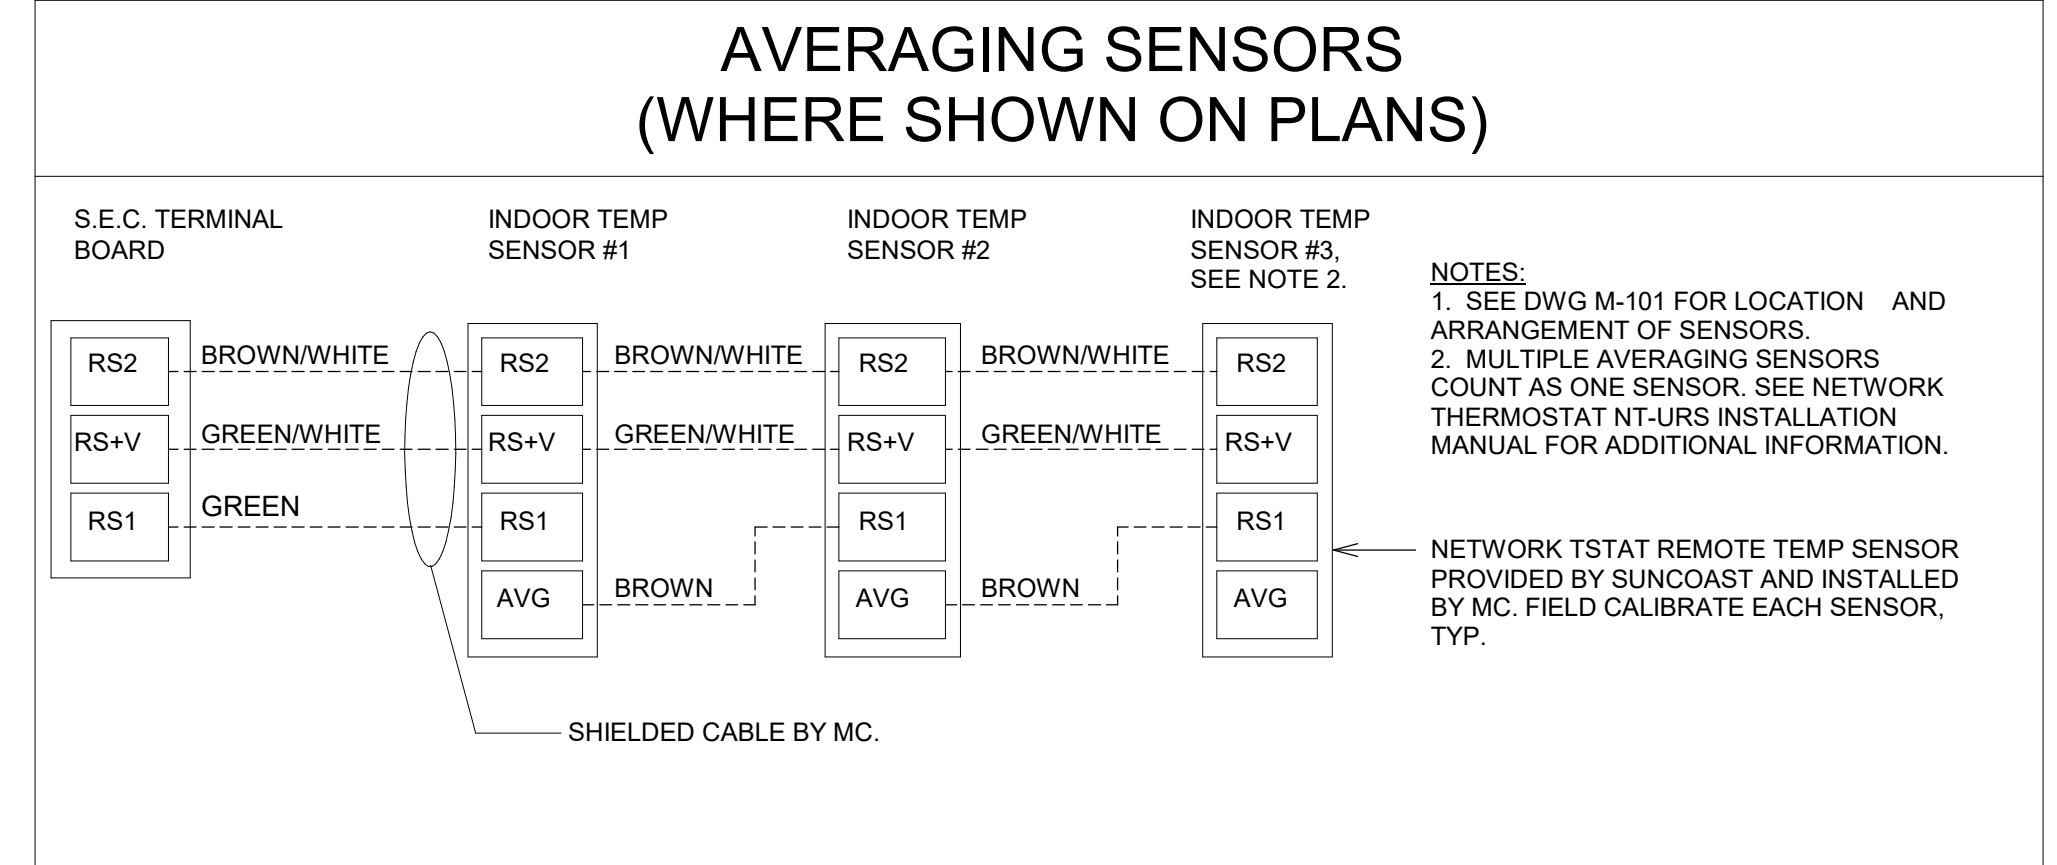 AVERAGING SENSORS
(WHERE SHOWN ON PLANS)
S.E.C. TERMINAL
BOARD
INDOOR TEMP
SENSOR #1
INDOOR TEMP
SENSOR #2
INDOOR TEMP
SENSOR #3,
SEE NOTE 2.
RS2
BROWN/WHITE
RS2
BROWN/WHITE
RS2
BROWN/WHITE
RS2
RS+V
GREEN/WHITE
RS+V
GREEN/WHITE
RS+V
GREEN/WHITE
RS+V
RS1
GREEN
RS1
RS1
RS1
AVG
BROWN
AVG
BROWN
AVG
SHIELDED CABLE BY MC.
NOTES:
1. SEE DWG M-101 FOR LOCATION AND
ARRANGEMENT OF SENSORS.
2. MULTIPLE AVERAGING SENSORS
COUNT AS ONE SENSOR. SEE NETWORK
THERMOSTAT NT-URS INSTALLATION
MANUAL FOR ADDITIONAL INFORMATION.
NETWORK TSTAT REMOTE TEMP SENSOR
PROVIDED BY SUNCOAST AND INSTALLED
BY MC. FIELD CALIBRATE EACH SENSOR,
TYP.